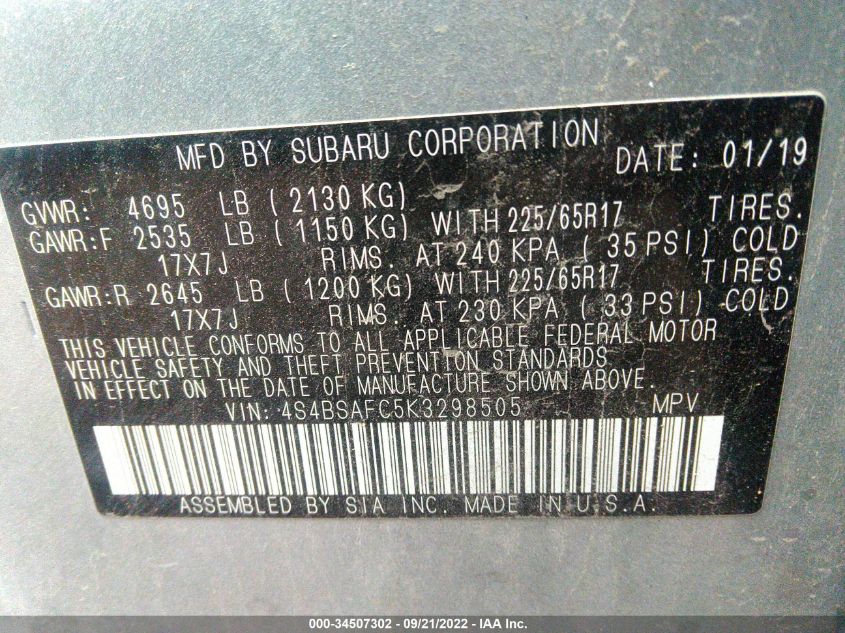 MFD BY SUBARU CORPORATION DATE: 01/19
GVWR: 4695 LB ( 2130 KG)
GAWR:F 2535 LB ( 1150 KG) WITH 225/65R17 TIRES.
17X7J RIMS. AT 240 KPA ( 35 PSI) COLD
GAWR:R 2645 LB ( 1200 KG) WITH 225/65R17 TIRES.
17X7J RIMS. AT 230 KPA ( 33 PSI) COLD
THIS VEHICLE CONFORMS TO ALL APPLICABLE FEDERAL MOTOR
VEHICLE SAFETY AND THEFT PREVENTION STANDARDS
IN EFFECT ON THE DATE OF MANUFACTURE SHOWN ABOVE.
VIN: 4S4BSAFC5K3298505 MPV
ASSEMBLED BY SIA INC. MADE IN U.S.A.
000-34507302 - 09/21/2022 - IAA Inc.